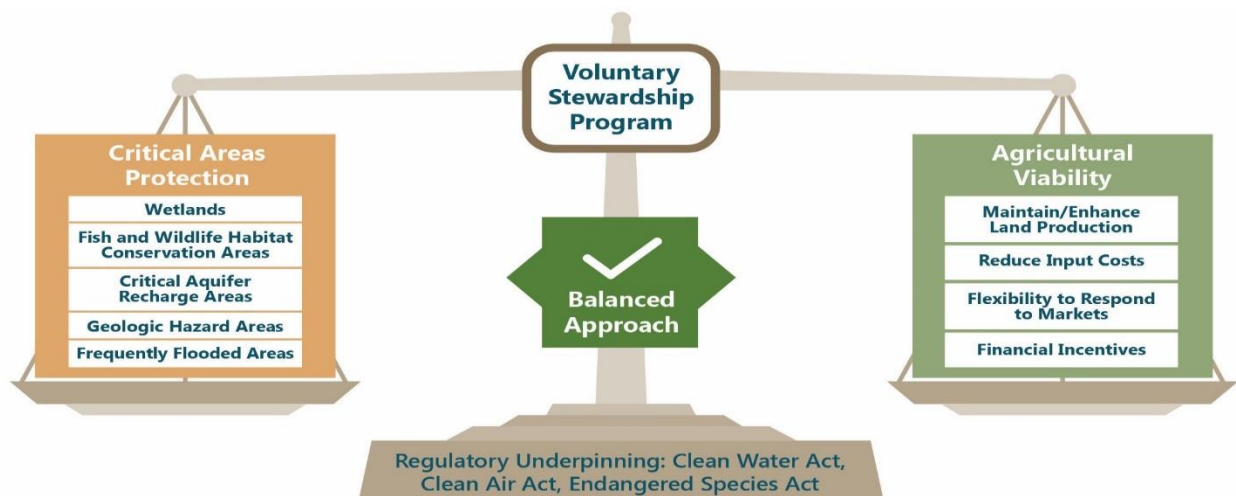 Voluntary
Stewardship
Program
Critical Areas
Protection
Wetlands
Fish and Wildlife Habitat
Conservation Areas
Critical Aquifer
Recharge Areas
Geologic Hazard Areas
Frequently Flooded Areas
Balanced
Approach
Agricultural
Viability
Maintain/Enhance
Land Production
Reduce Input Costs
Flexibility to Respond
to Markets
Financial Incentives
Regulatory Underpinning: Clean Water Act,
Clean Air Act, Endangered Species Act